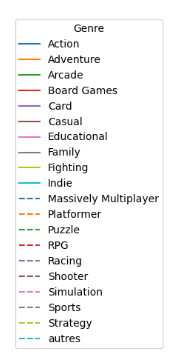 Genre
Action
Adventure
Arcade
Board Games
Card
Casual
Educational
Family
Fighting
Indie
Massively Multiplayer
Platformer
Puzzle
RPG
Racing
Shooter
Simulation
Sports
Strategy
autres